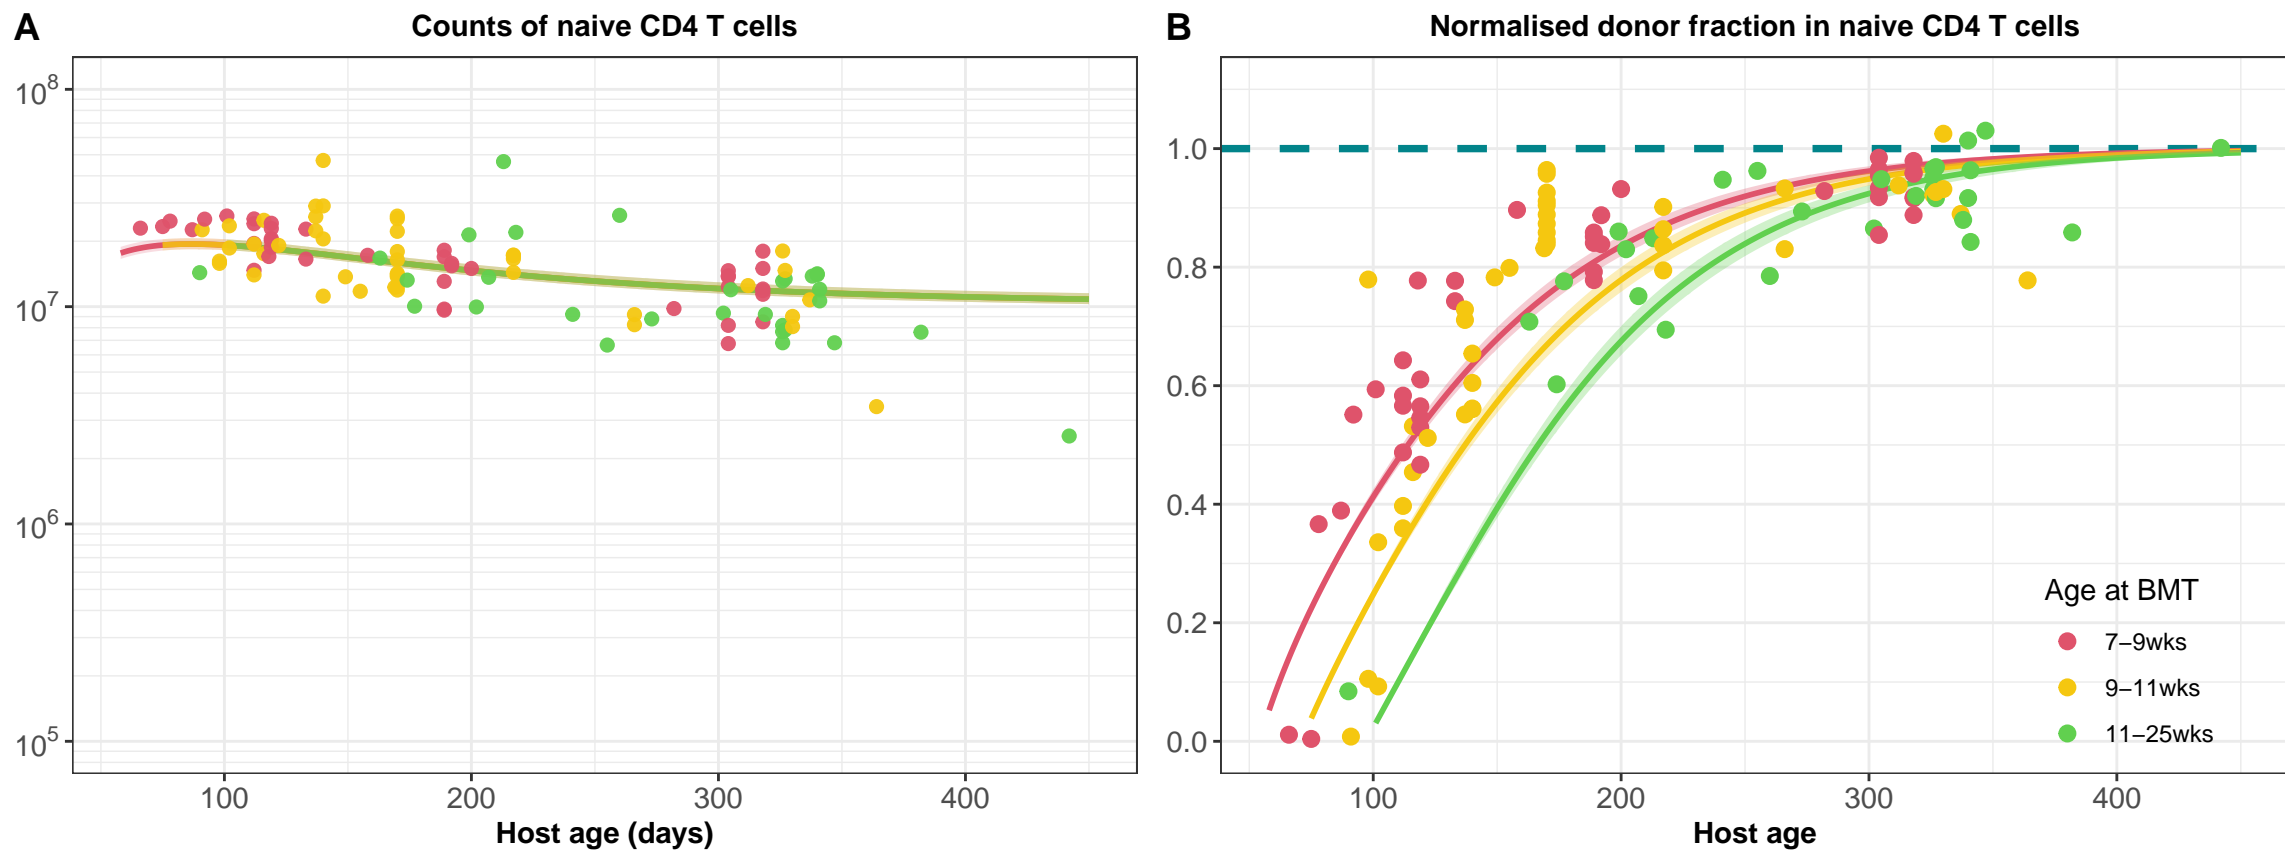 A
Counts of naive CD4 T cells
10^8
10^7
10^6
10^5
100
200
300
400
Host age (days)
B
Normalised donor fraction in naive CD4 T cells
1.0
0.8
0.6
0.4
0.2
0.0
100
200
300
400
Host age
Age at BMT
7–9wks
9–11wks
11–25wks